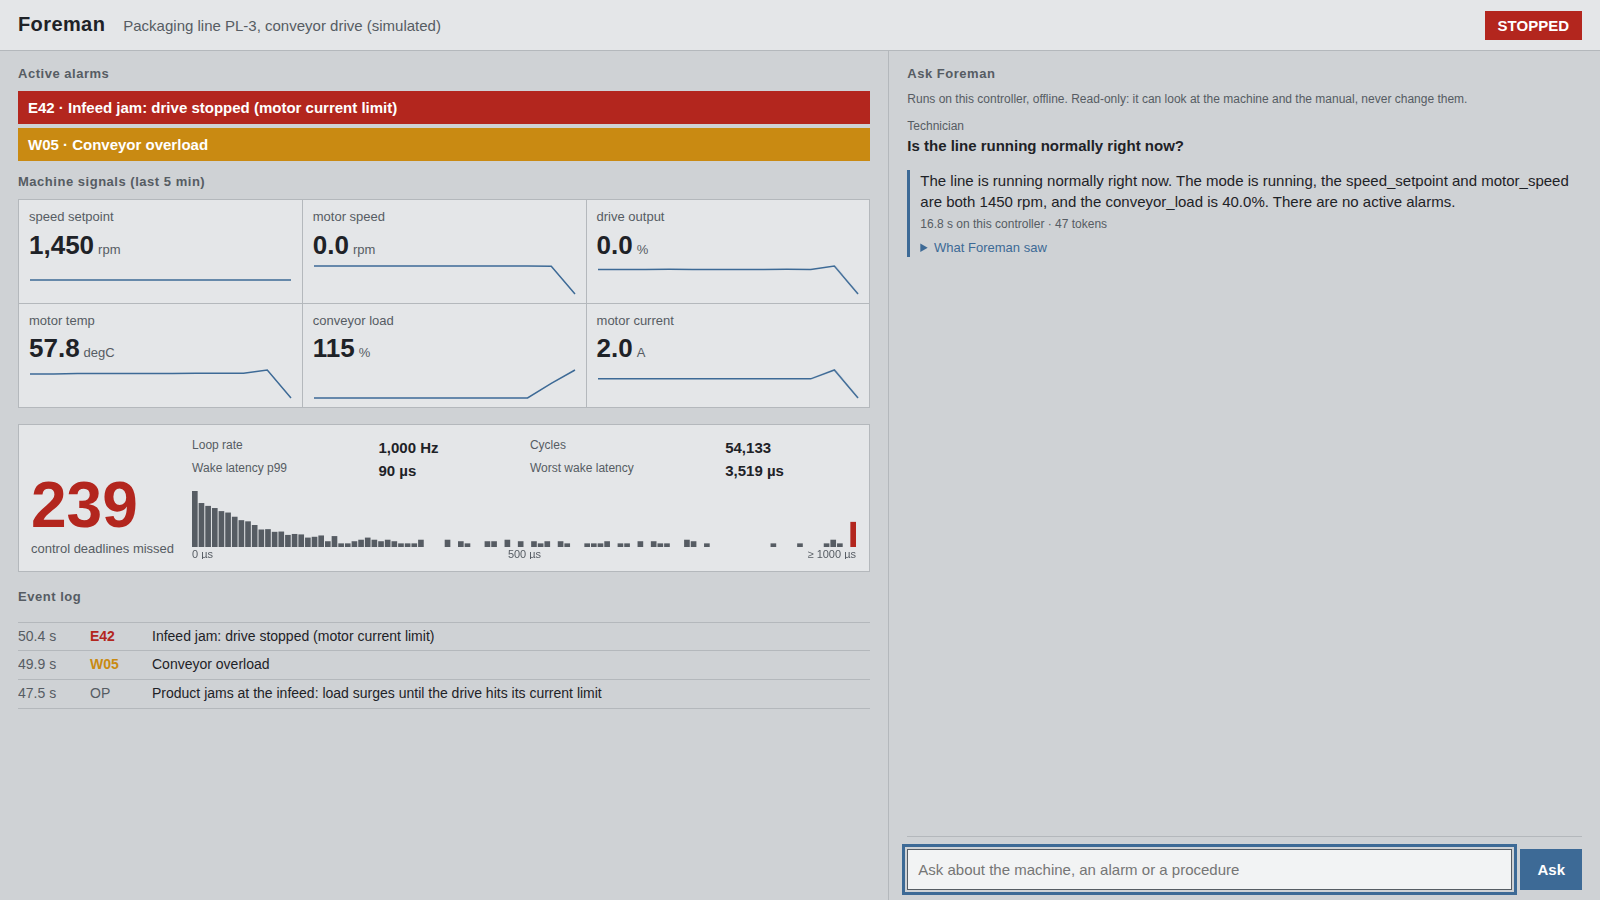 Foreman
Packaging line PL-3, conveyor drive (simulated)
STOPPED
Active alarms
E42 · Infeed jam: drive stopped (motor current limit)
W05 · Conveyor overload
Machine signals (last 5 min)
speed setpoint
1,450 rpm
motor speed
0.0 rpm
drive output
0.0 %
motor temp
57.8 degC
conveyor load
115 %
motor current
2.0 A
239
control deadlines missed
Loop rate
1,000 Hz
Cycles
54,133
Wake latency p99
90 µs
Worst wake latency
3,519 µs
0 µs
500 µs
≥ 1000 µs
Event log
50.4 s E42 Infeed jam: drive stopped (motor current limit)
49.9 s W05 Conveyor overload
47.5 s OP Product jams at the infeed: load surges until the drive hits its current limit
Ask Foreman
Runs on this controller, offline. Read-only: it can look at the machine and the manual, never change them.
Technician
Is the line running normally right now?
The line is running normally right now. The mode is running, the speed_setpoint and motor_speed
are both 1450 rpm, and the conveyor_load is 40.0%. There are no active alarms.
16.8 s on this controller · 47 tokens
What Foreman saw
Ask about the machine, an alarm or a procedure
Ask